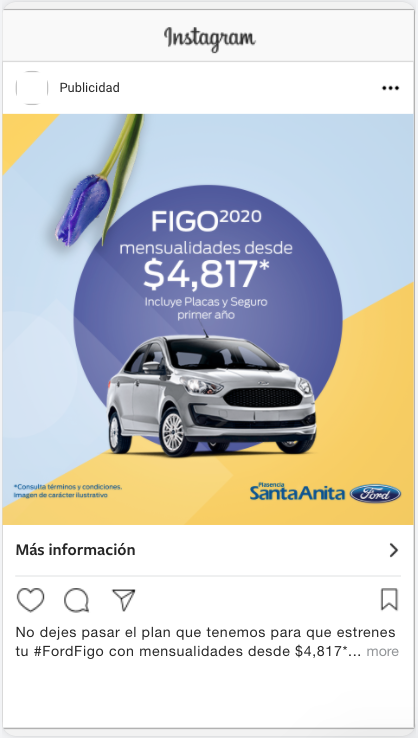 Instagram
Publicidad
FIGO2020
mensualidades desde
$4,817*
Incluye Placas y Seguro
primer año
*Consulta términos y condiciones.
Imagen de carácter ilustrativo
Plasencia
SantaAnita
Ford
Más información
No dejes pasar el plan que tenemos para que estrenes
tu #FordFigo con mensualidades desde $4,817*... more